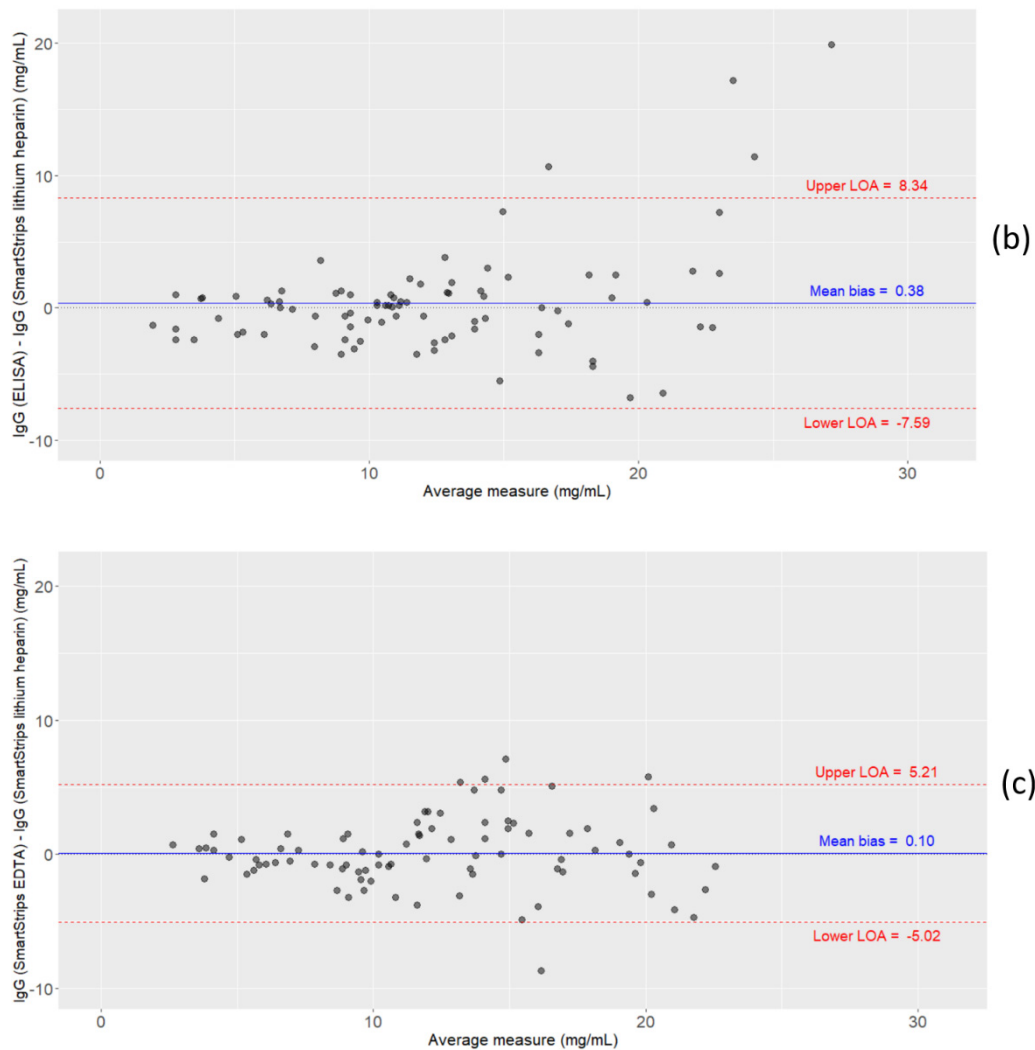 20
10
0
-10
IgG (ELISA) - IgG (SmartStrips lithium heparin) (mg/mL)
Upper LOA = 8.34
Mean bias = 0.38
Lower LOA = -7.59
(b)
0 10 20 30
Average measure (mg/mL)
20
10
0
-10
IgG (SmartStrips EDTA) - IgG (SmartStrips lithium heparin) (mg/mL)
Upper LOA = 5.21
Mean bias = 0.10
Lower LOA = -5.02
(c)
0 10 20 30
Average measure (mg/mL)